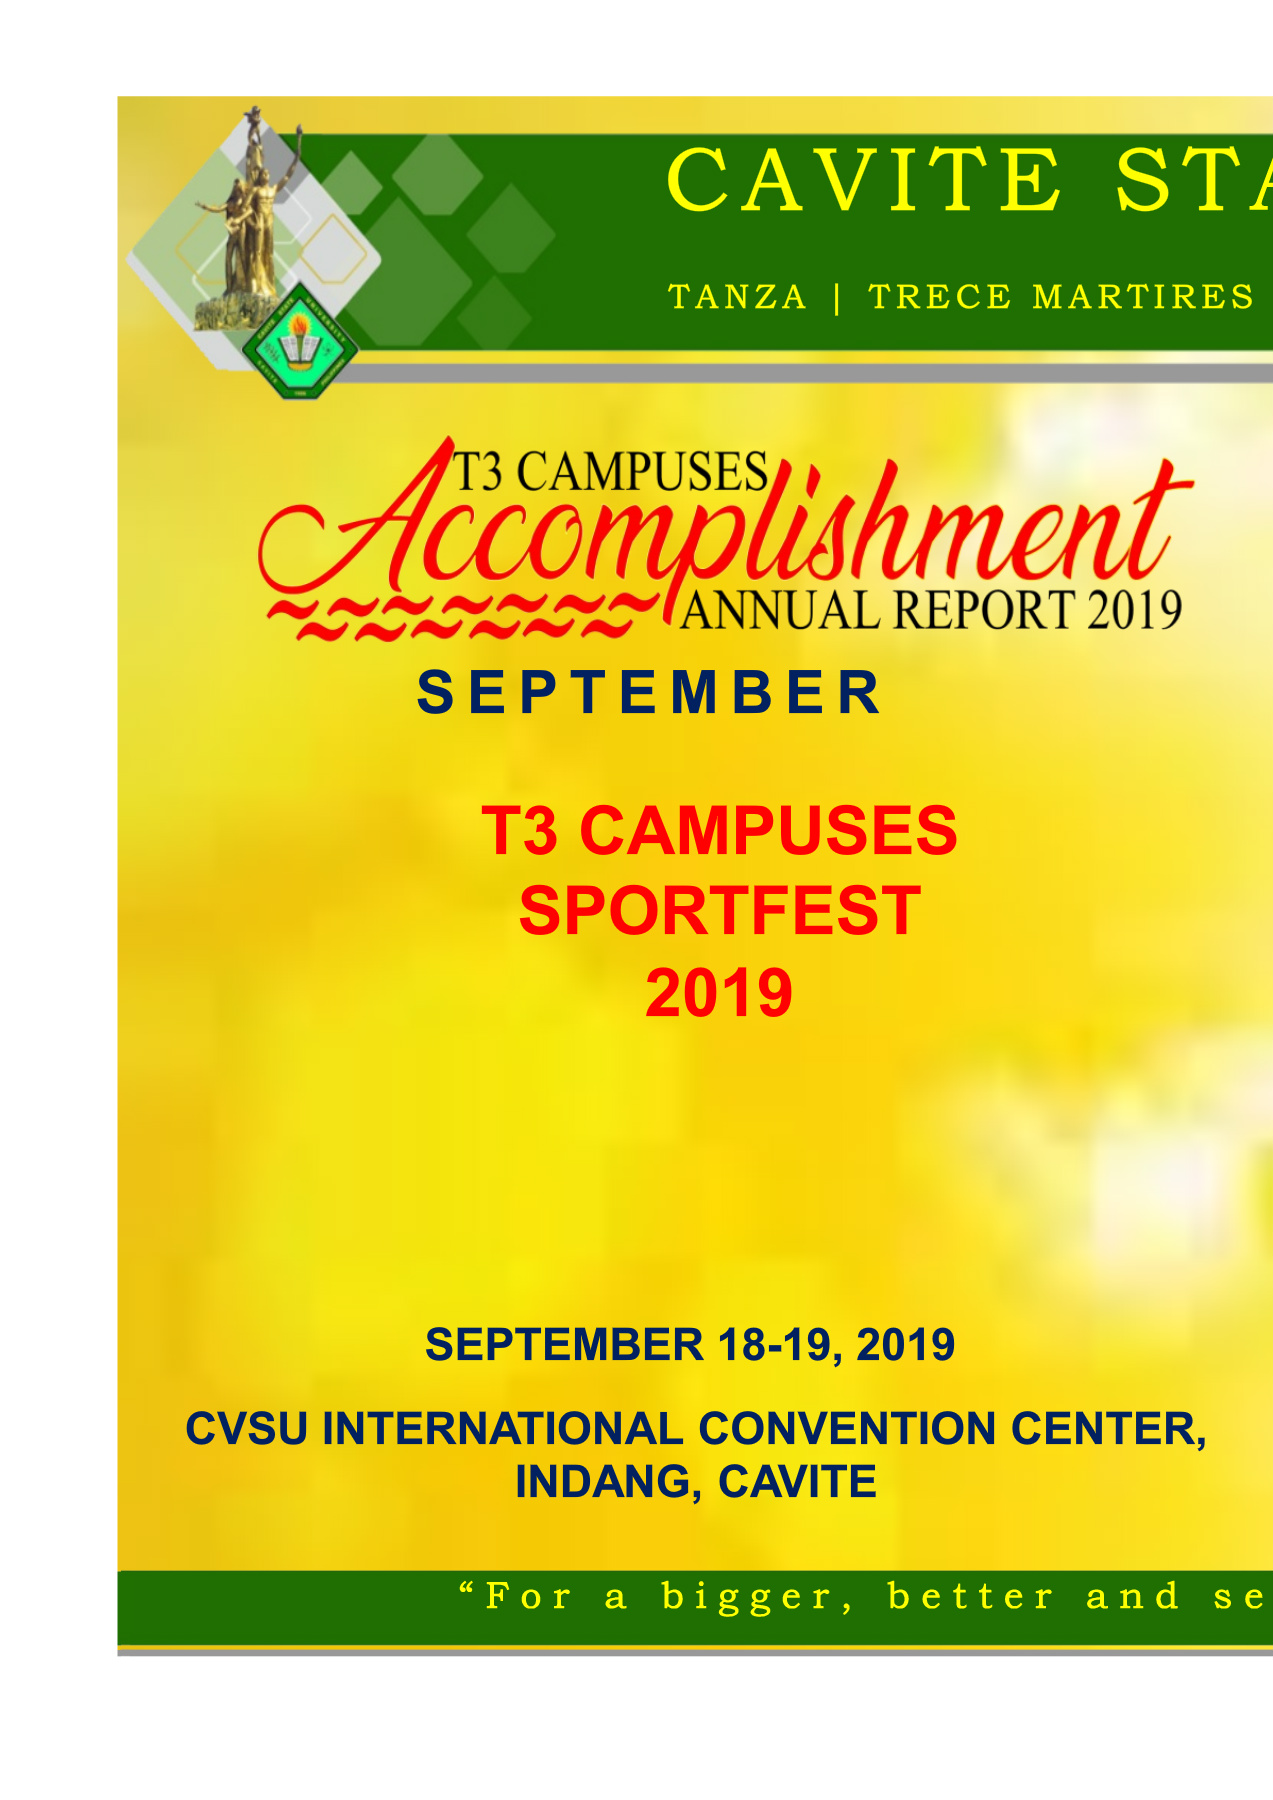 CAVITE STA
TANZA | TRECE MARTIRES
T3 CAMPUSES
Accomplishment
ANNUAL REPORT 2019
SEPTEMBER
T3 CAMPUSES
SPORTFEST
2019
SEPTEMBER 18-19, 2019
CVSU INTERNATIONAL CONVENTION CENTER,
INDANG, CAVITE
“For a bigger, better and se